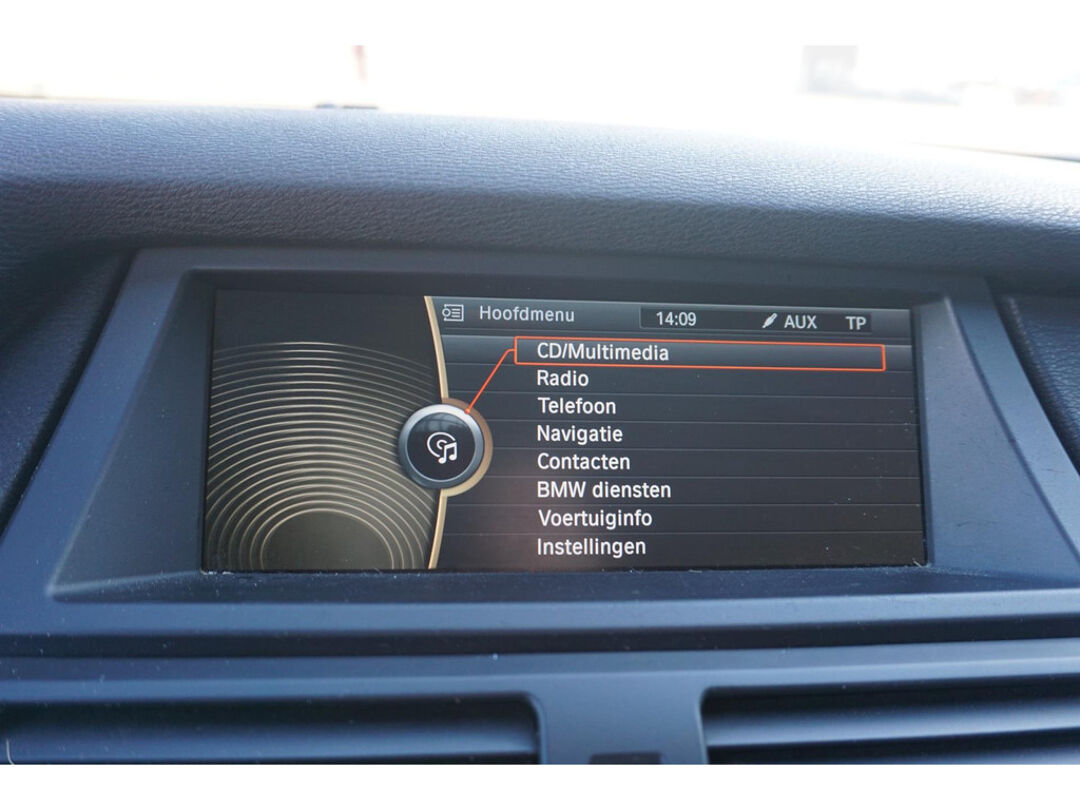 Hoofdmenu 14:09 AUX TP
CD/Multimedia
Radio
Telefoon
Navigatie
Contacten
BMW diensten
Voertuiginfo
Instellingen